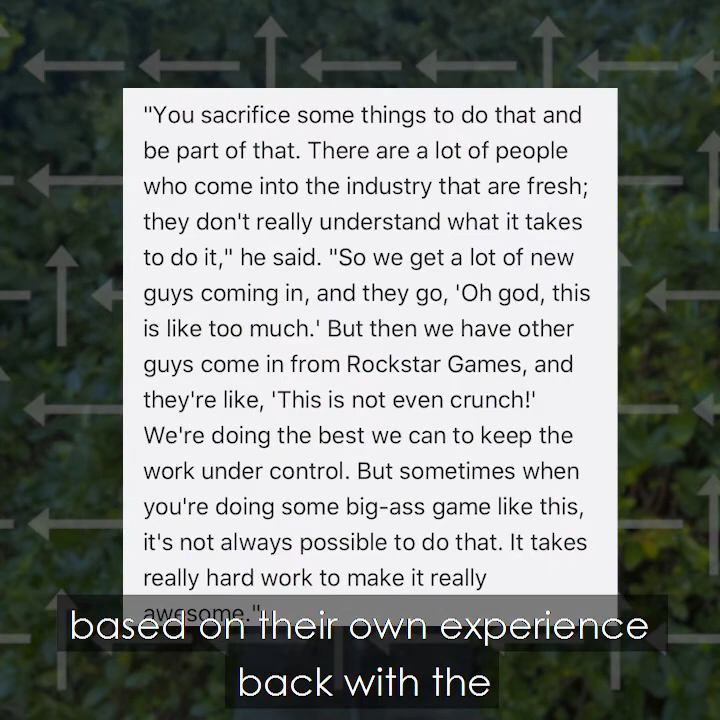 "You sacrifice some things to do that and
be part of that. There are a lot of people
who come into the industry that are fresh;
they don't really understand what it takes
to do it," he said. "So we get a lot of new
guys coming in, and they go, 'Oh god, this
is like too much.' But then we have other
guys come in from Rockstar Games, and
they're like, 'This is not even crunch!'
We're doing the best we can to keep the
work under control. But sometimes when
you're doing some big-ass game like this,
it's not always possible to do that. It takes
really hard work to make it really
awesome."
based on their own experience
back with the